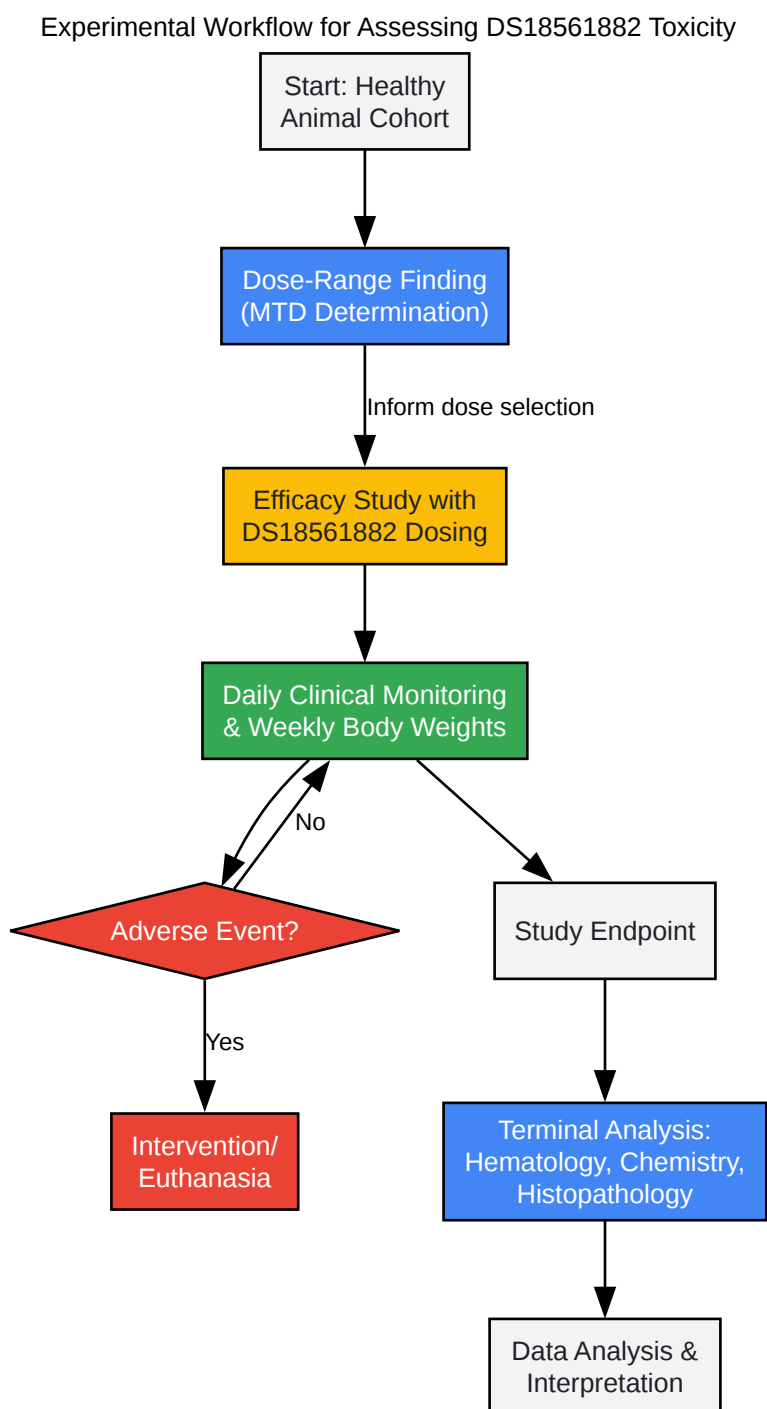 Experimental Workflow for Assessing DS18561882 Toxicity
Start: Healthy
Animal Cohort
Dose-Range Finding
(MTD Determination)
Inform dose selection
Efficacy Study with
DS18561882 Dosing
Daily Clinical Monitoring
& Weekly Body Weights
No
Adverse Event?
Study Endpoint
Yes
Intervention/
Euthanasia
Terminal Analysis:
Hematology, Chemistry,
Histopathology
Data Analysis &
Interpretation